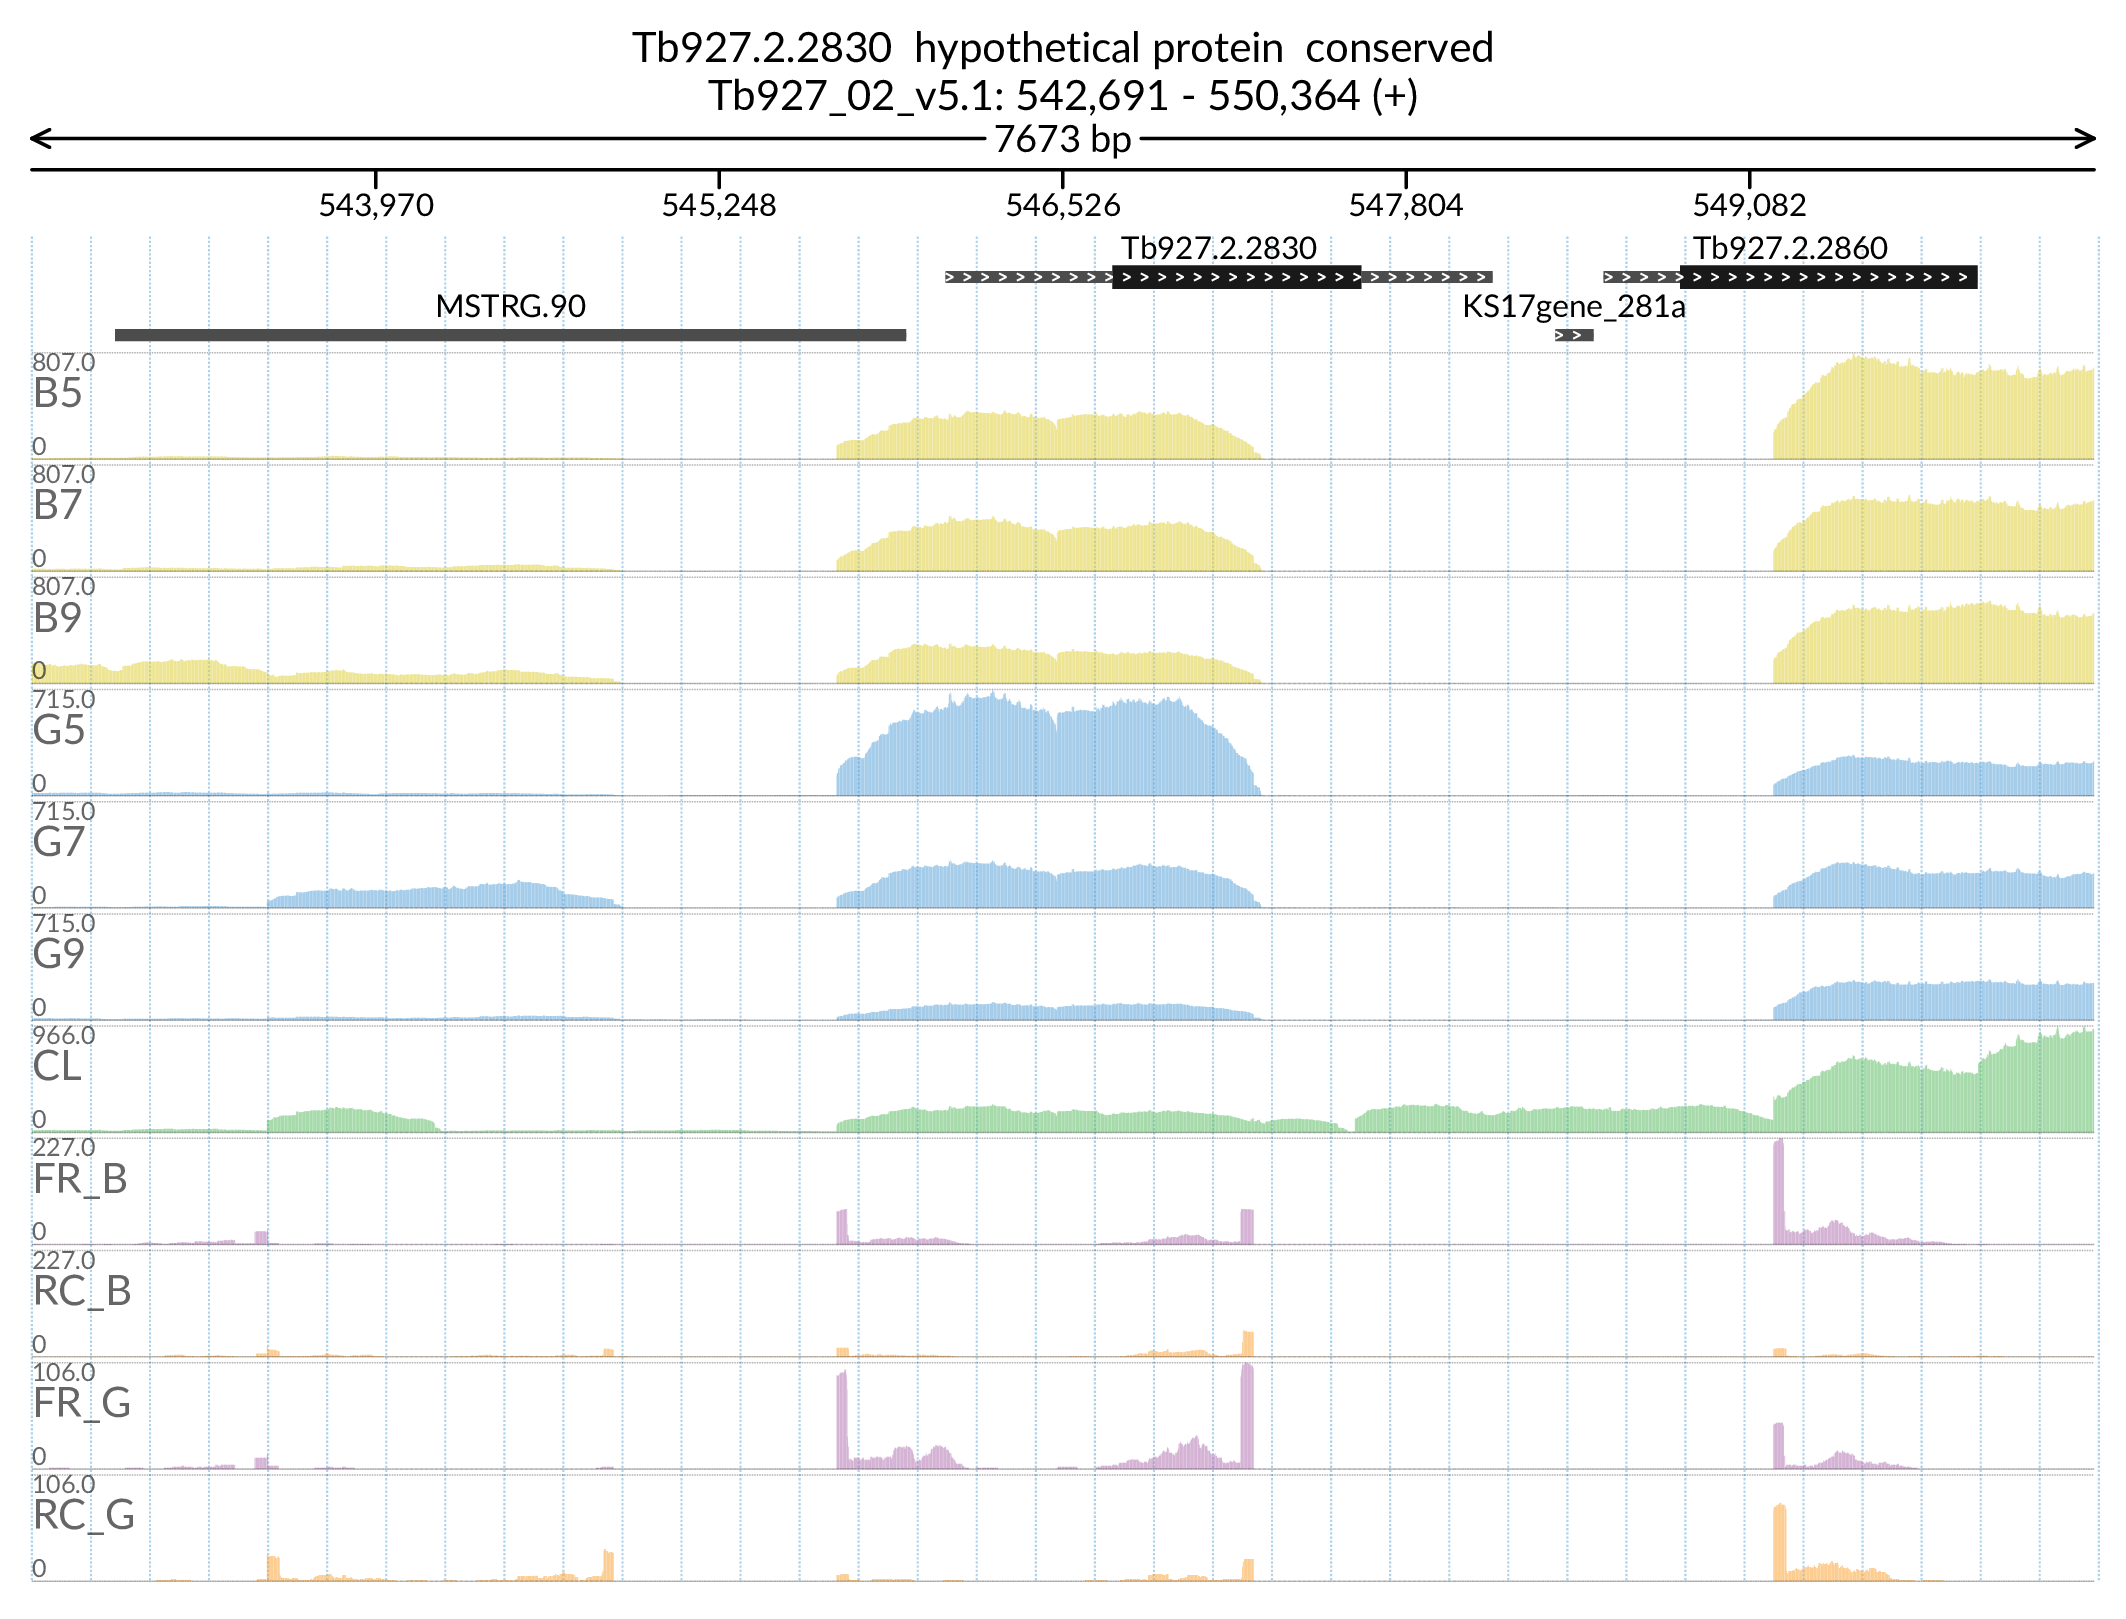 Tb927.2.2830 hypothetical protein conserved
Tb927_02_v5.1: 542,691 - 550,364 (+)
7673 bp
543,970 545,248 546,526 547,804 549,082
Tb927.2.2830 Tb927.2.2860
MSTRG.90 KS17gene_281a
807.0
B5
0
807.0
B7
0
807.0
B9
0
715.0
G5
0
715.0
G7
0
715.0
G9
0
966.0
CL
0
227.0
FR_B
0
227.0
RC_B
0
106.0
FR_G
0
106.0
RC_G
0